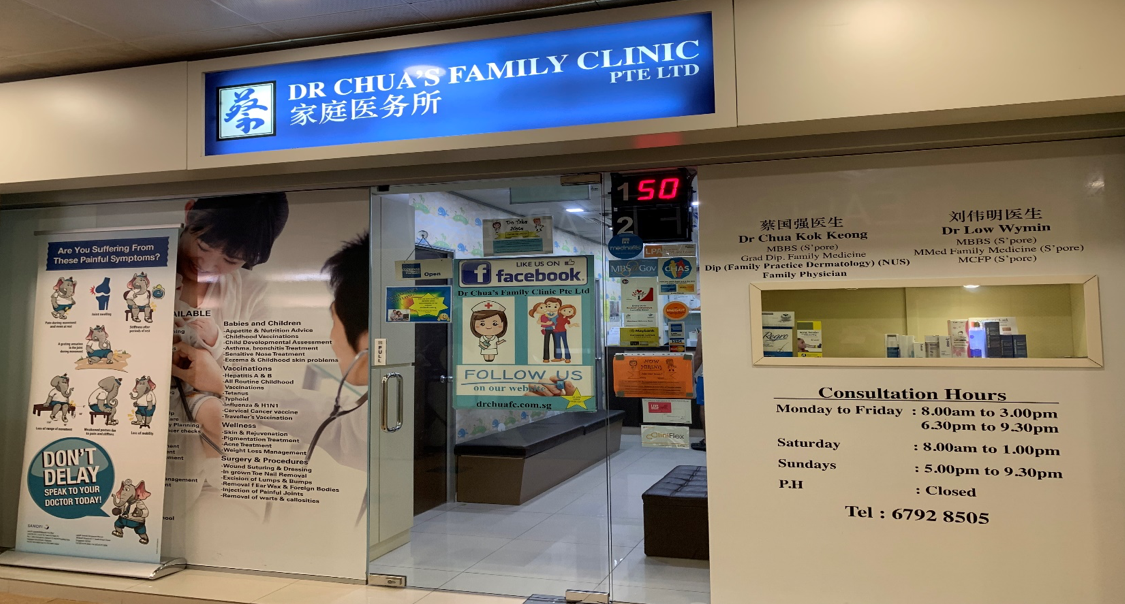 蔡
DR CHUA'S FAMILY CLINIC
PTE LTD
家庭医务所
Are You Suffering From
These Painful Symptoms?
DON'T
DELAY
SPEAK TO YOUR
DOCTOR TODAY!
Babies and Children
-Appetite & Nutrition Advice
-Childhood Vaccinations
-Child Developmental Assessment
-Asthma, bronchitis Treatment
-Sensitive Nose Treatment
-Eczema & Childhood skin problems
Vaccinations
-Hepatitis A & B
-All Routine Childhood
Vaccinations
-Tetanus
-Typhoid
-Influenza & H1N1
-Cervical Cancer vaccine
-Traveller's Vaccination
Wellness
-Skin & Rejuvenation
-Pigmentation Treatment
-Acne Treatment
-Weight Loss Management
Surgery & Procedures
-Wound Suturing & Dressing
-In grown Toe Nail Removal
-Excision of Lumps & Bumps
-Removal f Ear Wax & Foreign Bodies
-Injection of Painful Joints
-Removal of warts & callosities
PULL
Open
LIKE US ON
f facebook.
Dr Chua's Family Clinic Pte Ltd
FOLLOW US
on our website
drchuafc.com.sg
1 50
2
MBS Gov
CHAS
蔡国强医生
Dr Chua Kok Keong
MBBS (S'pore)
Grad Dip. Family Medicine
Dip (Family Practice Dermatology) (NUS)
Family Physician
刘伟明医生
Dr Low Wymin
MBBS (S'pore)
MMed Family Medicine (S'pore)
MCFP (S'pore)
Consultation Hours
Monday to Friday : 8.00am to 3.00pm
6.30pm to 9.30pm
Saturday : 8.00am to 1.00pm
Sundays : 5.00pm to 9.30pm
P.H : Closed
Tel : 6792 8505